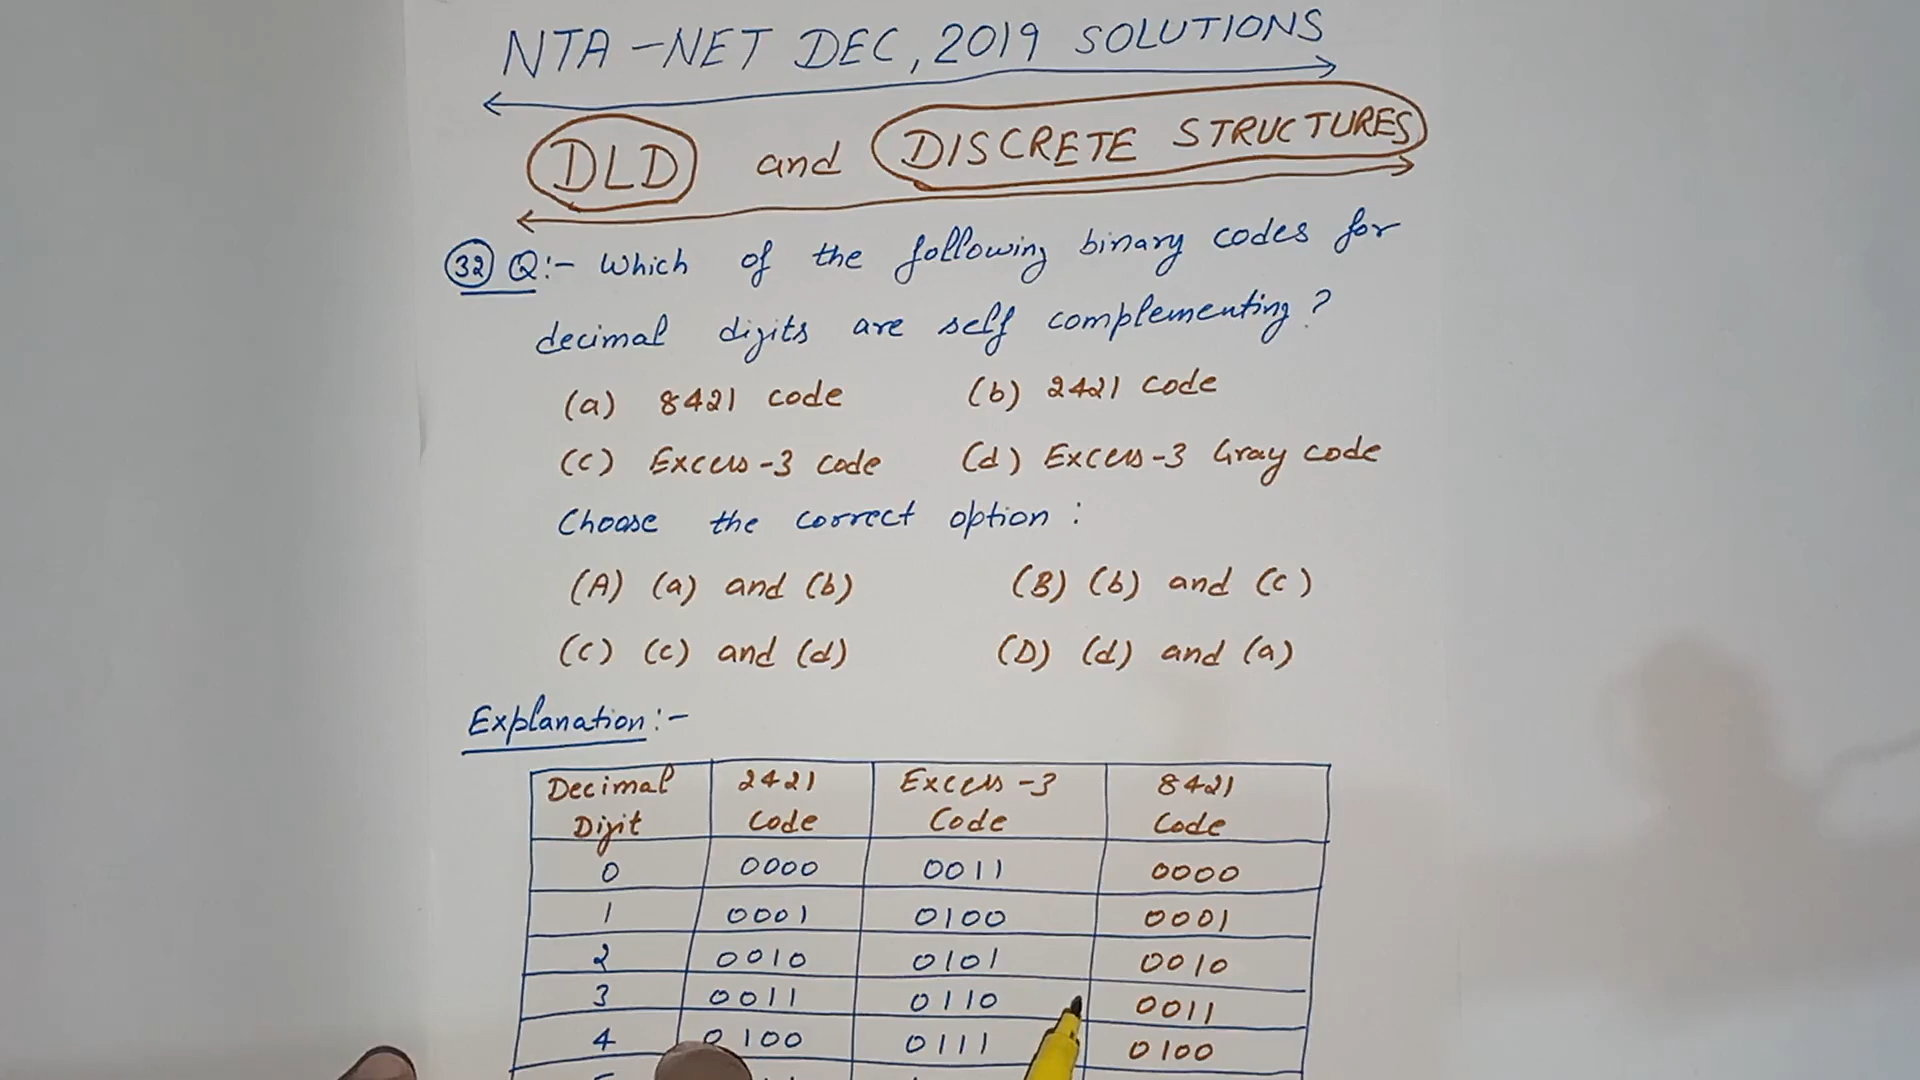 NTA-NET DEC, 2019 SOLUTIONS
DLD and DISCRETE STRUCTURES
32 Q:- Which of the following binary codes for
decimal digits are self complementing?
(a) 8421 code (b) 2421 code
(c) Excess-3 code (d) Excess-3 Gray code
Choose the correct option:
(A) (a) and (b) (B) (b) and (c)
(C) (c) and (d) (D) (d) and (a)
Explanation:-
Decimal Digit 2421 Code Excess-3 Code 8421 Code
0 0000 0011 0000
1 0001 0100 0001
2 0010 0101 0010
3 0011 0110 0011
4 0100 0111 0100